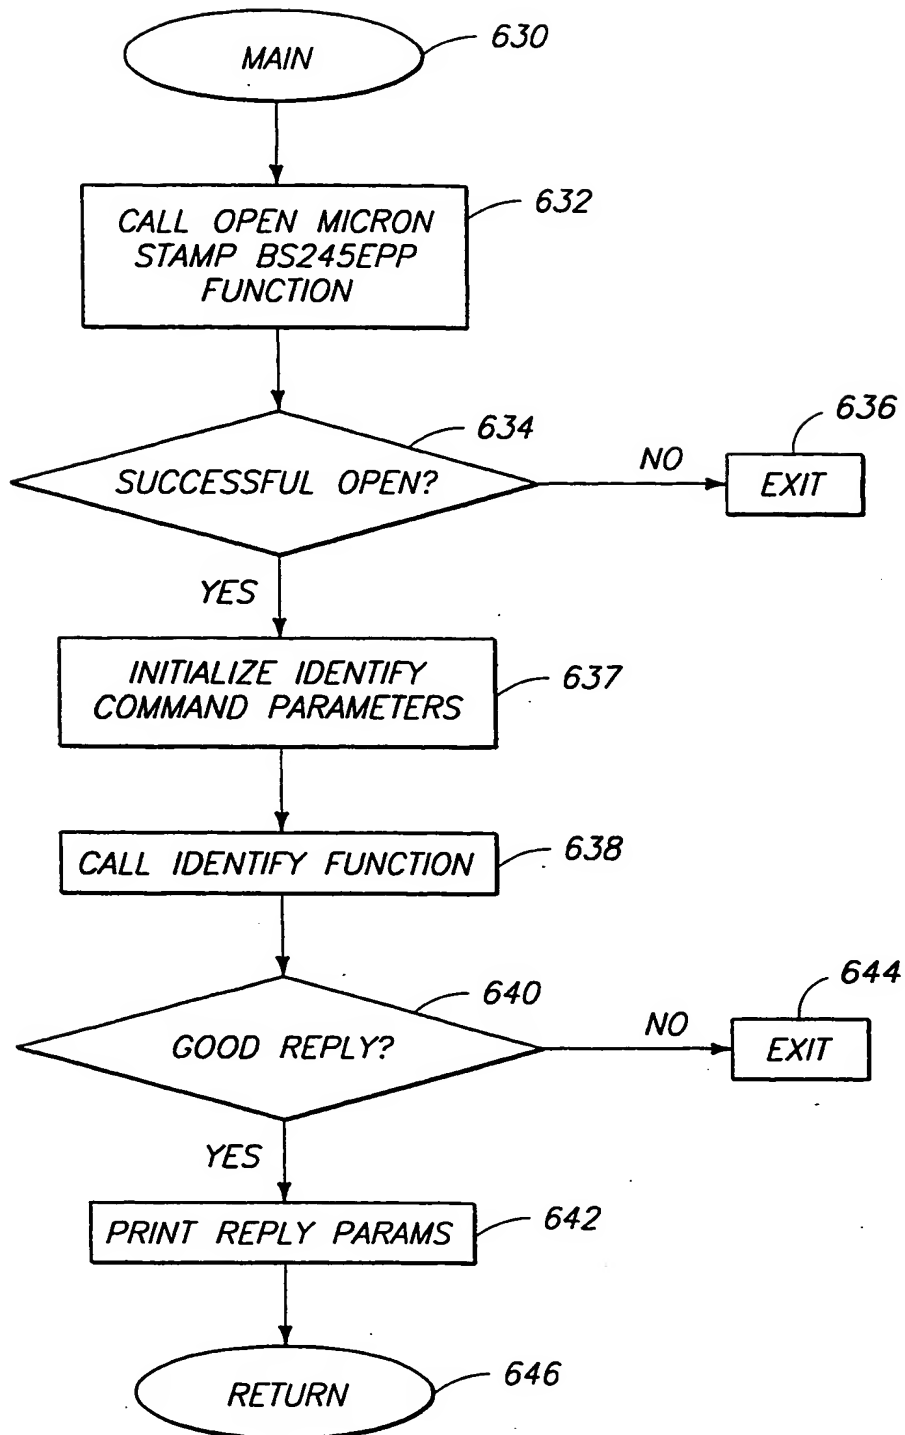 MAIN
630
CALL OPEN MICRON
STAMP BS245EPP
FUNCTION
632
SUCCESSFUL OPEN?
634
NO
EXIT
636
YES
INITIALIZE IDENTIFY
COMMAND PARAMETERS
637
CALL IDENTIFY FUNCTION
638
GOOD REPLY?
640
NO
EXIT
644
YES
PRINT REPLY PARAMS
642
RETURN
646